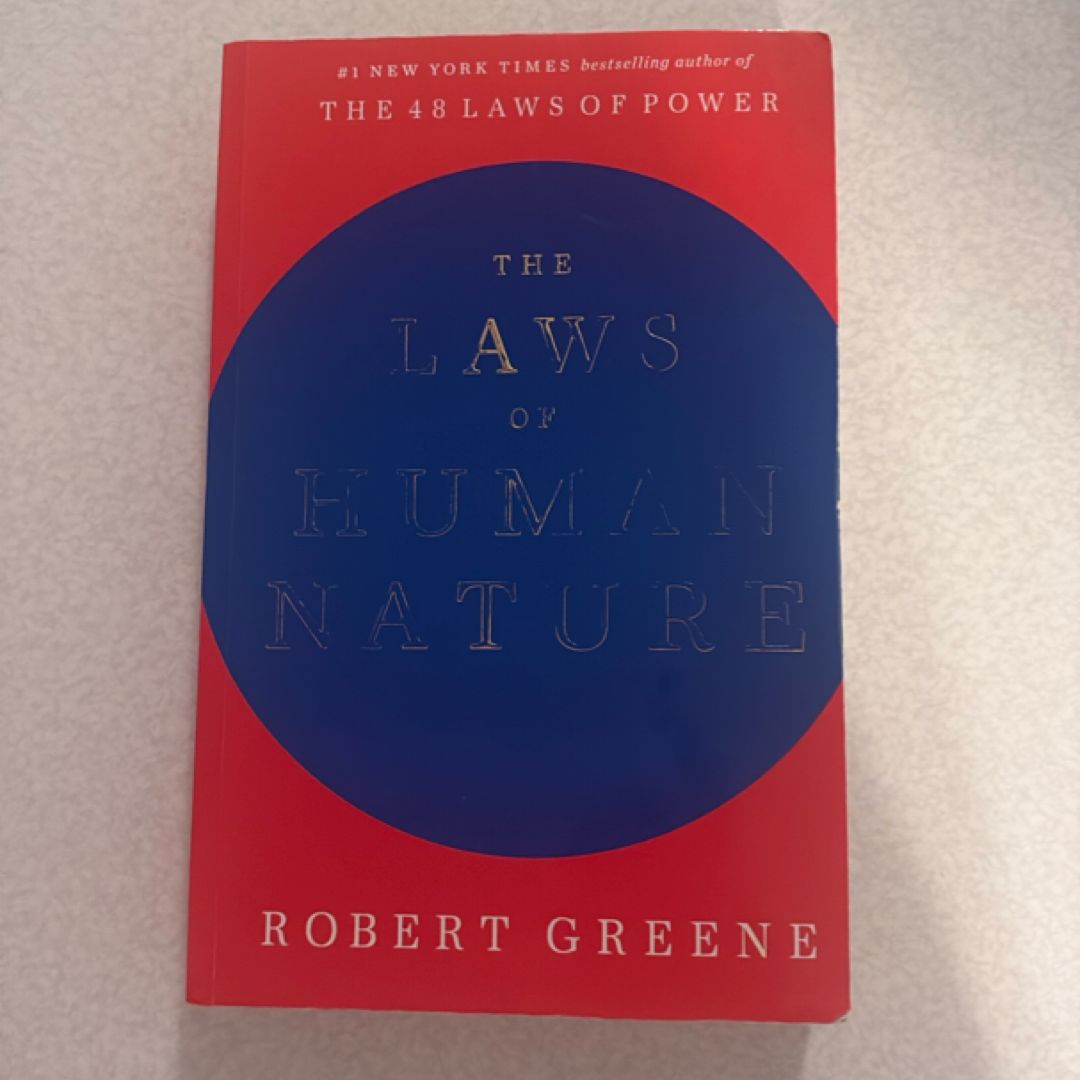 #1 NEW YORK TIMES bestselling author of
THE 48 LAWS OF POWER
THE
LAWS
OF
HUMAN
NATURE
ROBERT GREENE